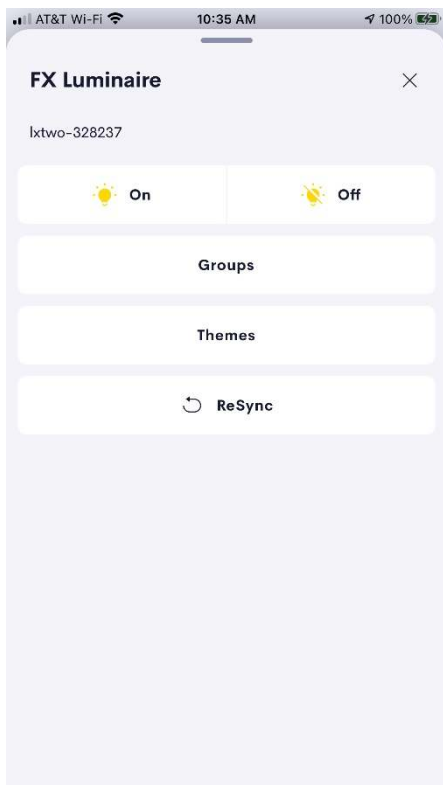 AT&T Wi-Fi 10:35 AM 100%
FX Luminaire
lxtwo-328237
On Off
Groups
Themes
ReSync